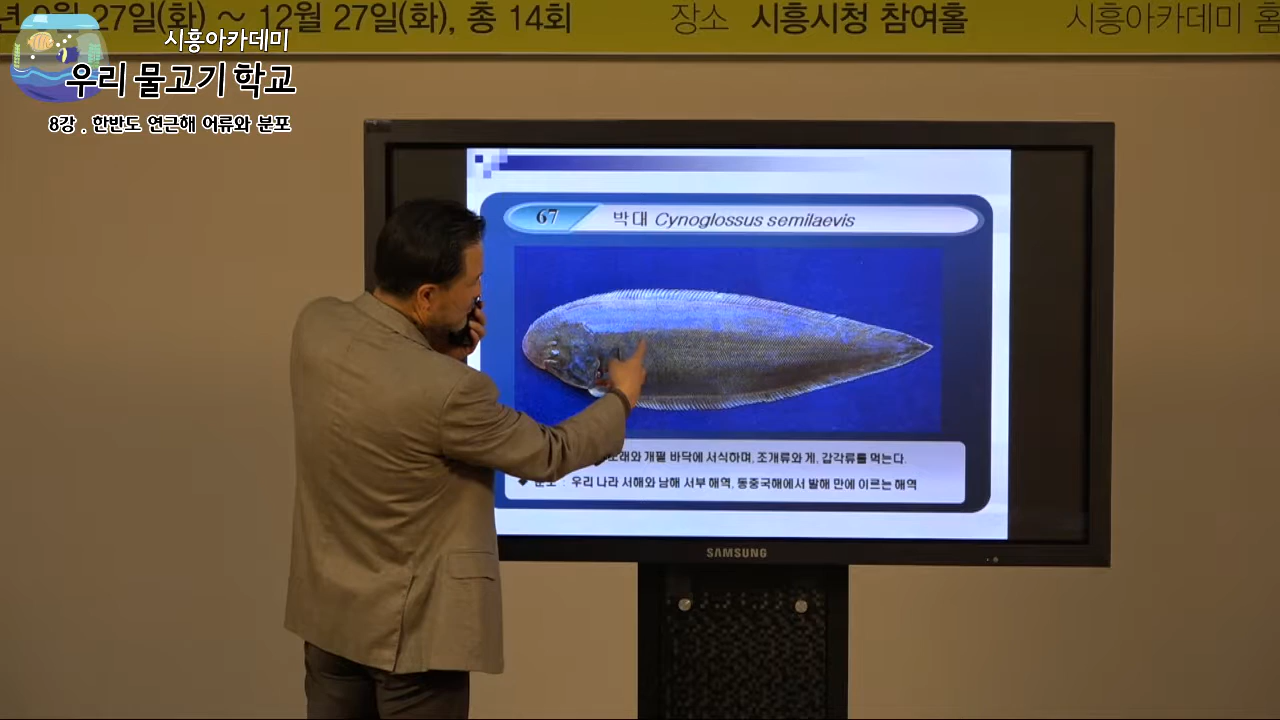 년 9월 27일(화) ~ 12월 27일(화), 총 14회 장소 시흥시청 참여홀 시흥아카데미 홈
시흥아카데미
우리 물고기 학교
8강 . 한반도 연근해 어류와 분포
67 박대 Cynoglossus semilaevis
모래와 개펄 바닥에 서식하며, 조개류와 게, 갑각류를 먹는다.
◆ 분포 : 우리 나라 서해와 남해 서부 해역, 동중국해에서 발해 만에 이르는 해역
SAMSUNG